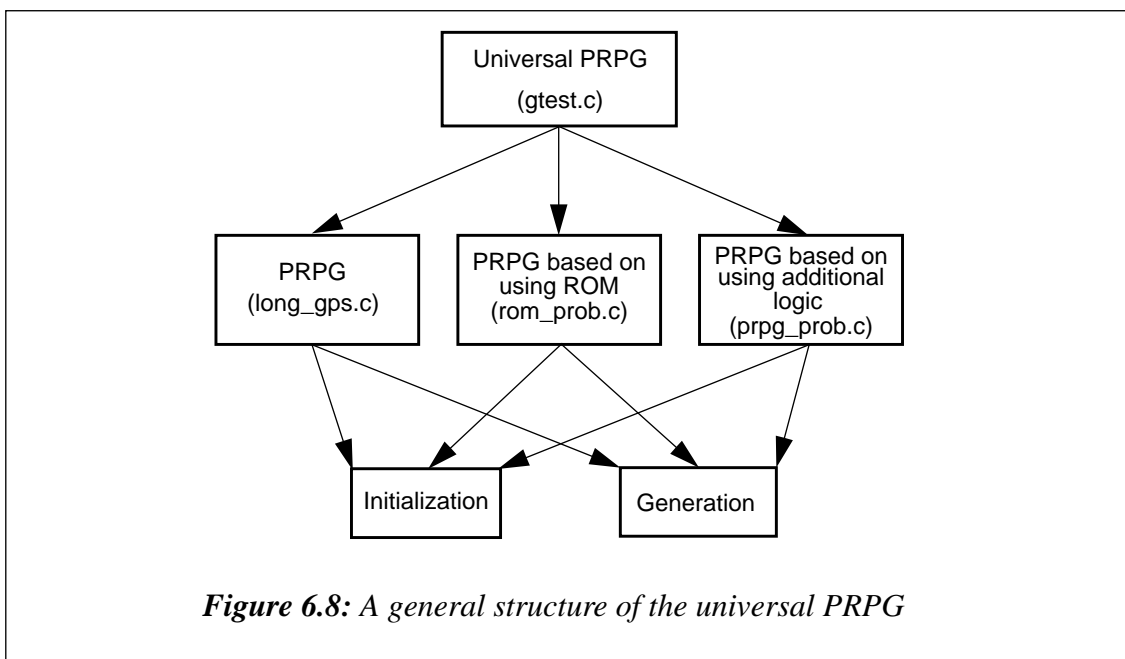 Universal PRPG
(gtest.c)
PRPG
(long_gps.c)
PRPG based on
using ROM
(rom_prob.c)
PRPG based on
using additional
logic
(prpg_prob.c)
Initialization
Generation
Figure 6.8: A general structure of the universal PRPG